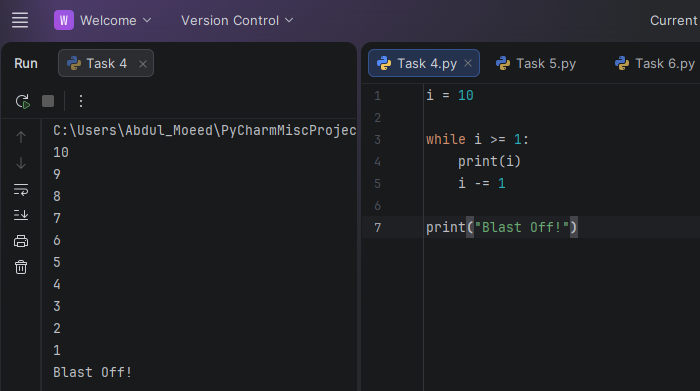 W Welcome Version Control Current
Run Task 4
C:\Users\Abdul_Moeed\PyCharmMiscProjec
10
9
8
7
6
5
4
3
2
1
Blast Off!
Task 4.py Task 5.py Task 6.py
1 i = 10
2
3 while i >= 1:
4     print(i)
5     i -= 1
6
7 print("Blast Off!")